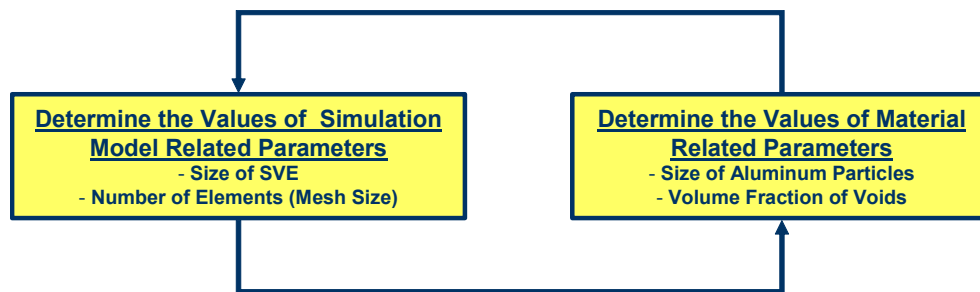 Determine the Values of  Simulation
Model Related Parameters
- Size of SVE
- Number of Elements (Mesh Size)
Determine the Values of Material
Related Parameters
- Size of Aluminum Particles
- Volume Fraction of Voids